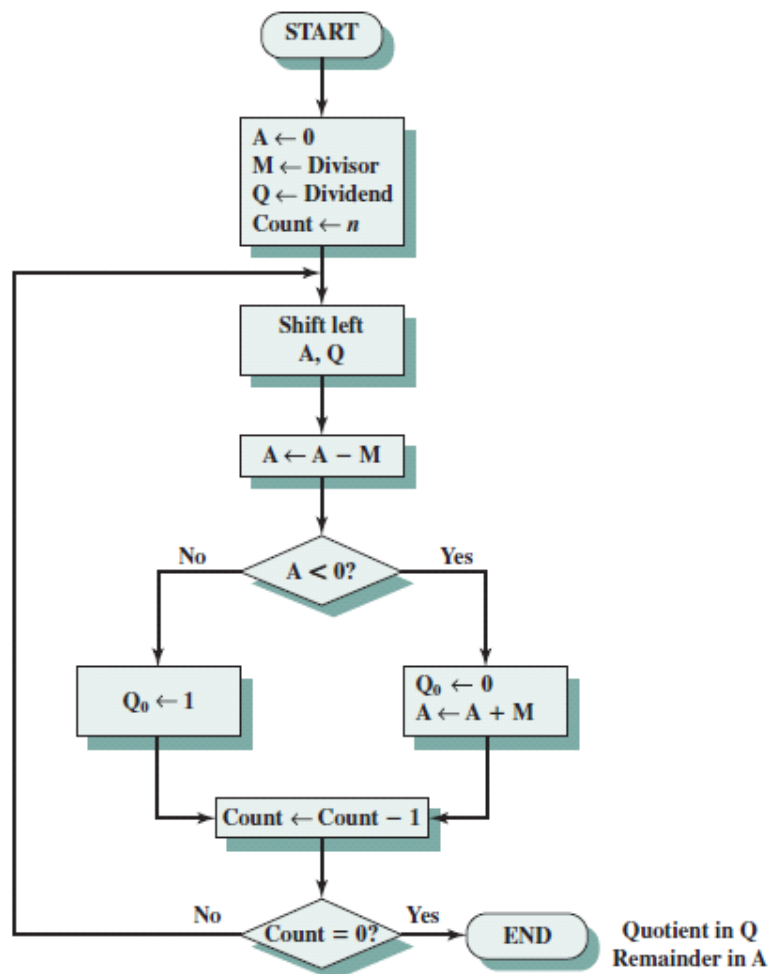 START
A ← 0
M ← Divisor
Q ← Dividend
Count ← n
Shift left
A, Q
A ← A − M
No
A < 0?
Yes
Q₀ ← 1
Q₀ ← 0
A ← A + M
Count ← Count − 1
No
Count = 0?
Yes
END
Quotient in Q
Remainder in A